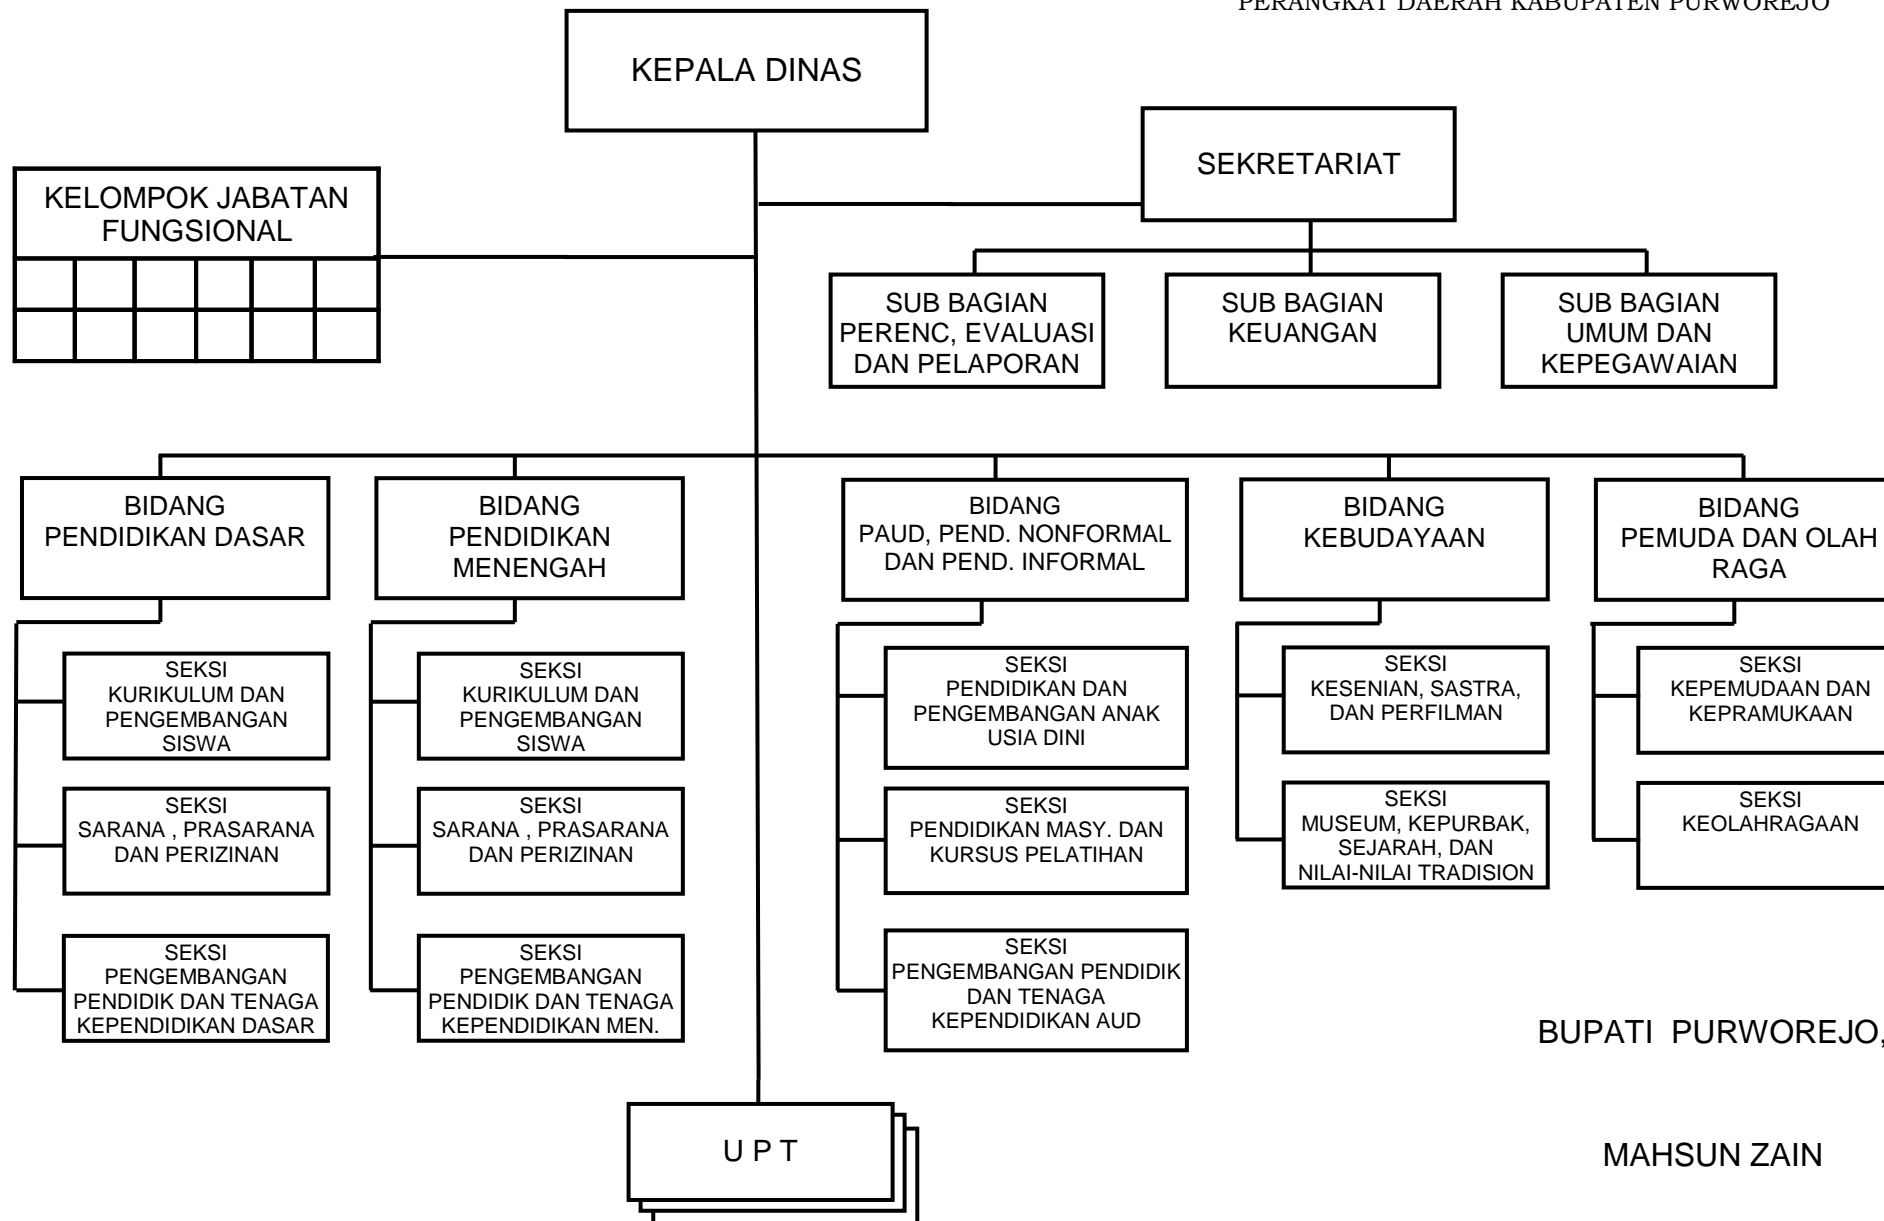 PERANGKAT DAERAH KABUPATEN PURWOREJO
KEPALA DINAS
SEKRETARIAT
KELOMPOK JABATAN
FUNGSIONAL
SUB BAGIAN
PERENC, EVALUASI
DAN PELAPORAN
SUB BAGIAN
KEUANGAN
SUB BAGIAN
UMUM DAN
KEPEGAWAIAN
BIDANG
PENDIDIKAN DASAR
BIDANG
PENDIDIKAN
MENENGAH
BIDANG
PAUD, PEND. NONFORMAL
DAN PEND. INFORMAL
BIDANG
KEBUDAYAAN
BIDANG
PEMUDA DAN OLAH
RAGA
SEKSI
KURIKULUM DAN
PENGEMBANGAN
SISWA
SEKSI
KURIKULUM DAN
PENGEMBANGAN
SISWA
SEKSI
PENDIDIKAN DAN
PENGEMBANGAN ANAK
USIA DINI
SEKSI
KESENIAN, SASTRA,
DAN PERFILMAN
SEKSI
KEPEMUDAAN DAN
KEPRAMUKAAN
SEKSI
SARANA , PRASARANA
DAN PERIZINAN
SEKSI
SARANA , PRASARANA
DAN PERIZINAN
SEKSI
PENDIDIKAN MASY. DAN
KURSUS PELATIHAN
SEKSI
MUSEUM, KEPURBAK,
SEJARAH, DAN
NILAI-NILAI TRADISION
SEKSI
KEOLAHRAGAAN
SEKSI
PENGEMBANGAN
PENDIDIK DAN TENAGA
KEPENDIDIKAN DASAR
SEKSI
PENGEMBANGAN
PENDIDIK DAN TENAGA
KEPENDIDIKAN MEN.
SEKSI
PENGEMBANGAN PENDIDIK
DAN TENAGA
KEPENDIDIKAN AUD
BUPATI PURWOREJO,
U P T
MAHSUN ZAIN